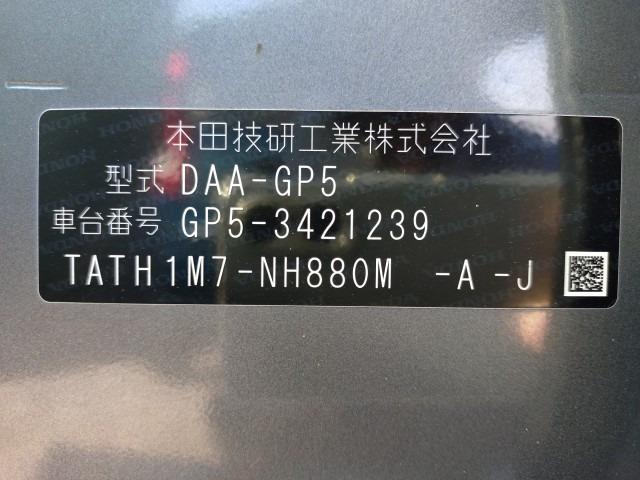 本田技研工業株式会社
型式 DAA-GP5
車台番号 GP5-3421239
TATH1M7-NH880M -A -J